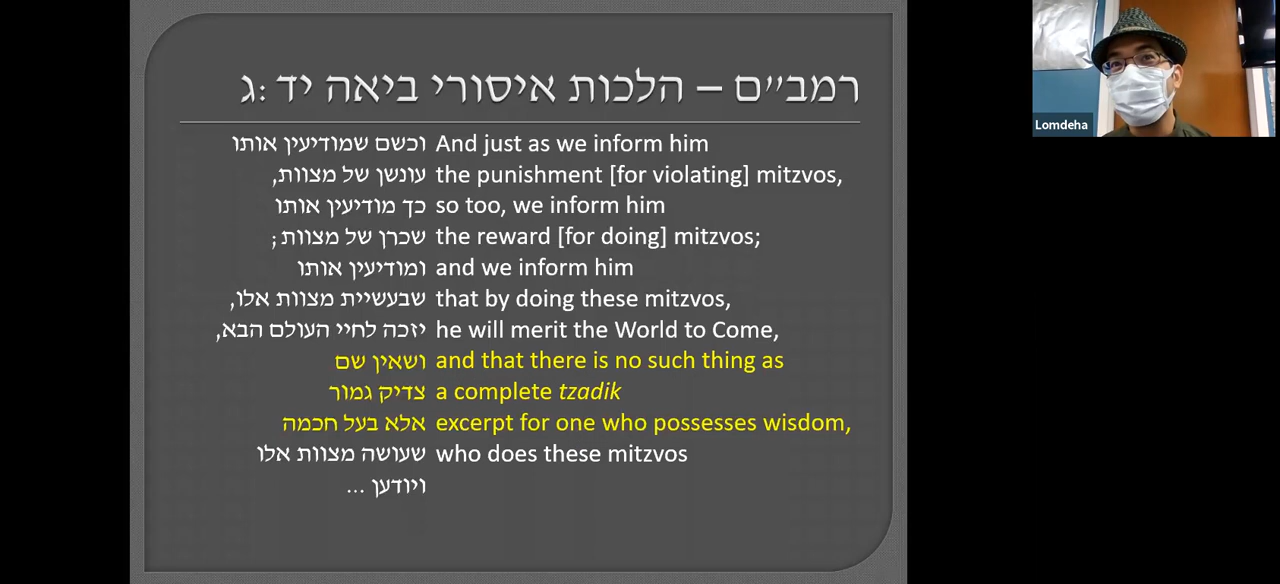 רמב״ם – הלכות איסורי ביאה יד:ג
וכשם שמודיעין אותו And just as we inform him
עונשן של מצוות, the punishment [for violating] mitzvos,
כך מודיעין אותו so too, we inform him
שכרן של מצוות; the reward [for doing] mitzvos;
ומודיעין אותו and we inform him
שבעשיית מצוות אלו, that by doing these mitzvos,
יזכה לחיי העולם הבא, he will merit the World to Come,
ושאין שם and that there is no such thing as
צדיק גמור a complete tzadik
אלא בעל חכמה excerpt for one who possesses wisdom,
שעושה מצוות אלו who does these mitzvos
ויודען ...
Lomdeha